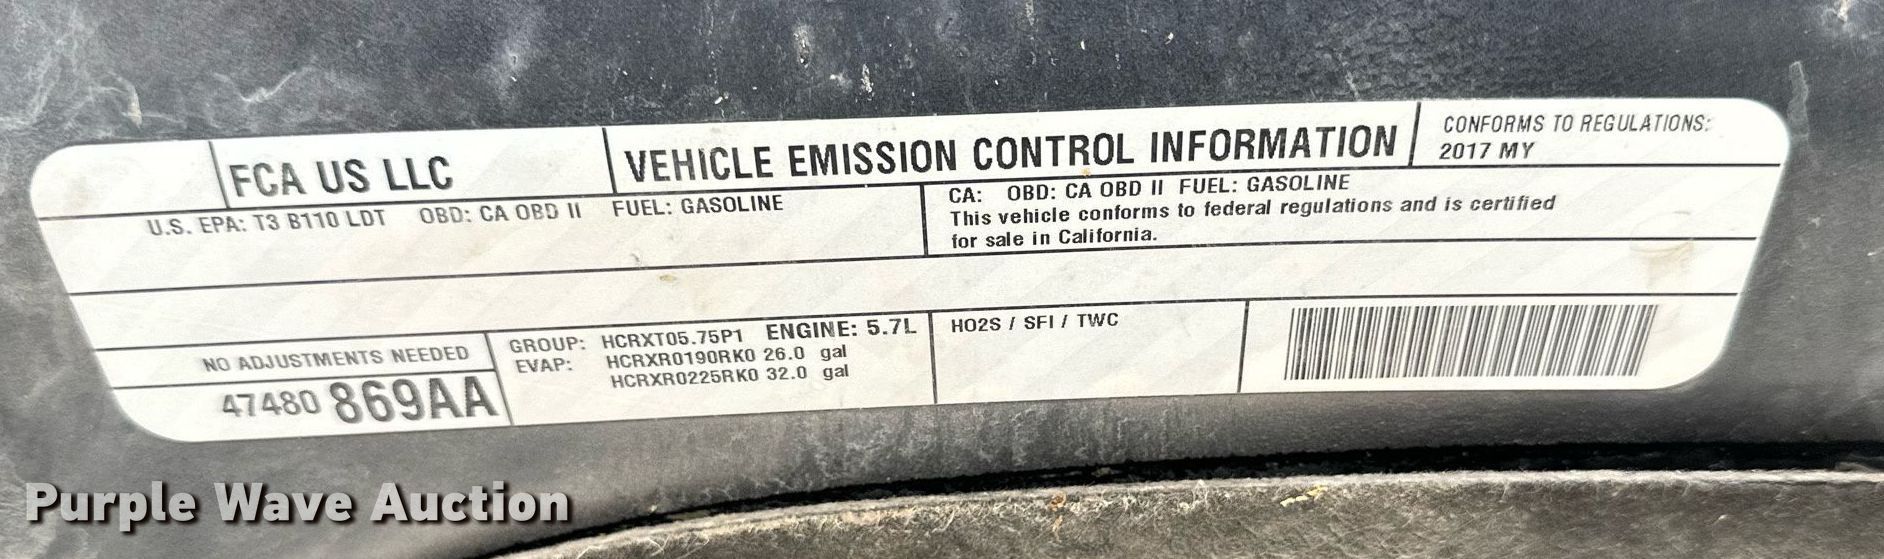 FCA US LLC
VEHICLE EMISSION CONTROL INFORMATION
CONFORMS TO REGULATIONS:
2017 MY
U.S. EPA: T3 B110 LDT OBD: CA OBD II FUEL: GASOLINE
CA: OBD: CA OBD II FUEL: GASOLINE
This vehicle conforms to federal regulations and is certified
for sale in California.
NO ADJUSTMENTS NEEDED
47480 869AA
GROUP: HCRXT05.75P1 ENGINE: 5.7L
EVAP: HCRXR0190RK0 26.0 gal
HCRXR0225RK0 32.0 gal
HO2S / SFI / TWC
Purple Wave Auction